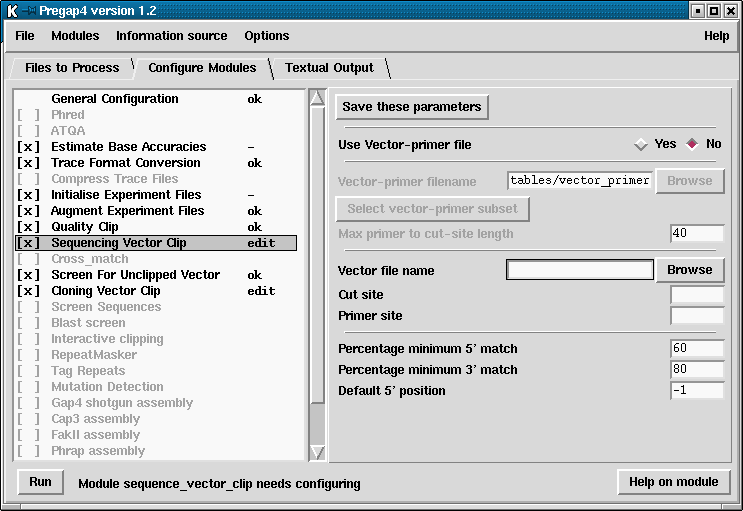 Pregap4 version 1.2
File Modules Information source Options Help
Files to Process Configure Modules Textual Output
General Configuration ok
[ ] Phred
[ ] ATQA
[x] Estimate Base Accuracies -
[x] Trace Format Conversion ok
[ ] Compress Trace Files
[x] Initialise Experiment Files -
[x] Augment Experiment Files ok
[x] Quality Clip ok
[x] Sequencing Vector Clip edit
[ ] Cross_match
[x] Screen For Unclipped Vector ok
[x] Cloning Vector Clip edit
[ ] Screen Sequences
[ ] Blast screen
[ ] Interactive clipping
[ ] RepeatMasker
[ ] Tag Repeats
[ ] Mutation Detection
[ ] Gap4 shotgun assembly
[ ] Cap3 assembly
[ ] FakII assembly
[ ] Phrap assembly
Save these parameters
Use Vector-primer file Yes No
Vector-primer filename tables/vector_primer Browse
Select vector-primer subset
Max primer to cut-site length 40
Vector file name Browse
Cut site
Primer site
Percentage minimum 5' match 60
Percentage minimum 3' match 80
Default 5' position -1
Run Module sequence_vector_clip needs configuring Help on module